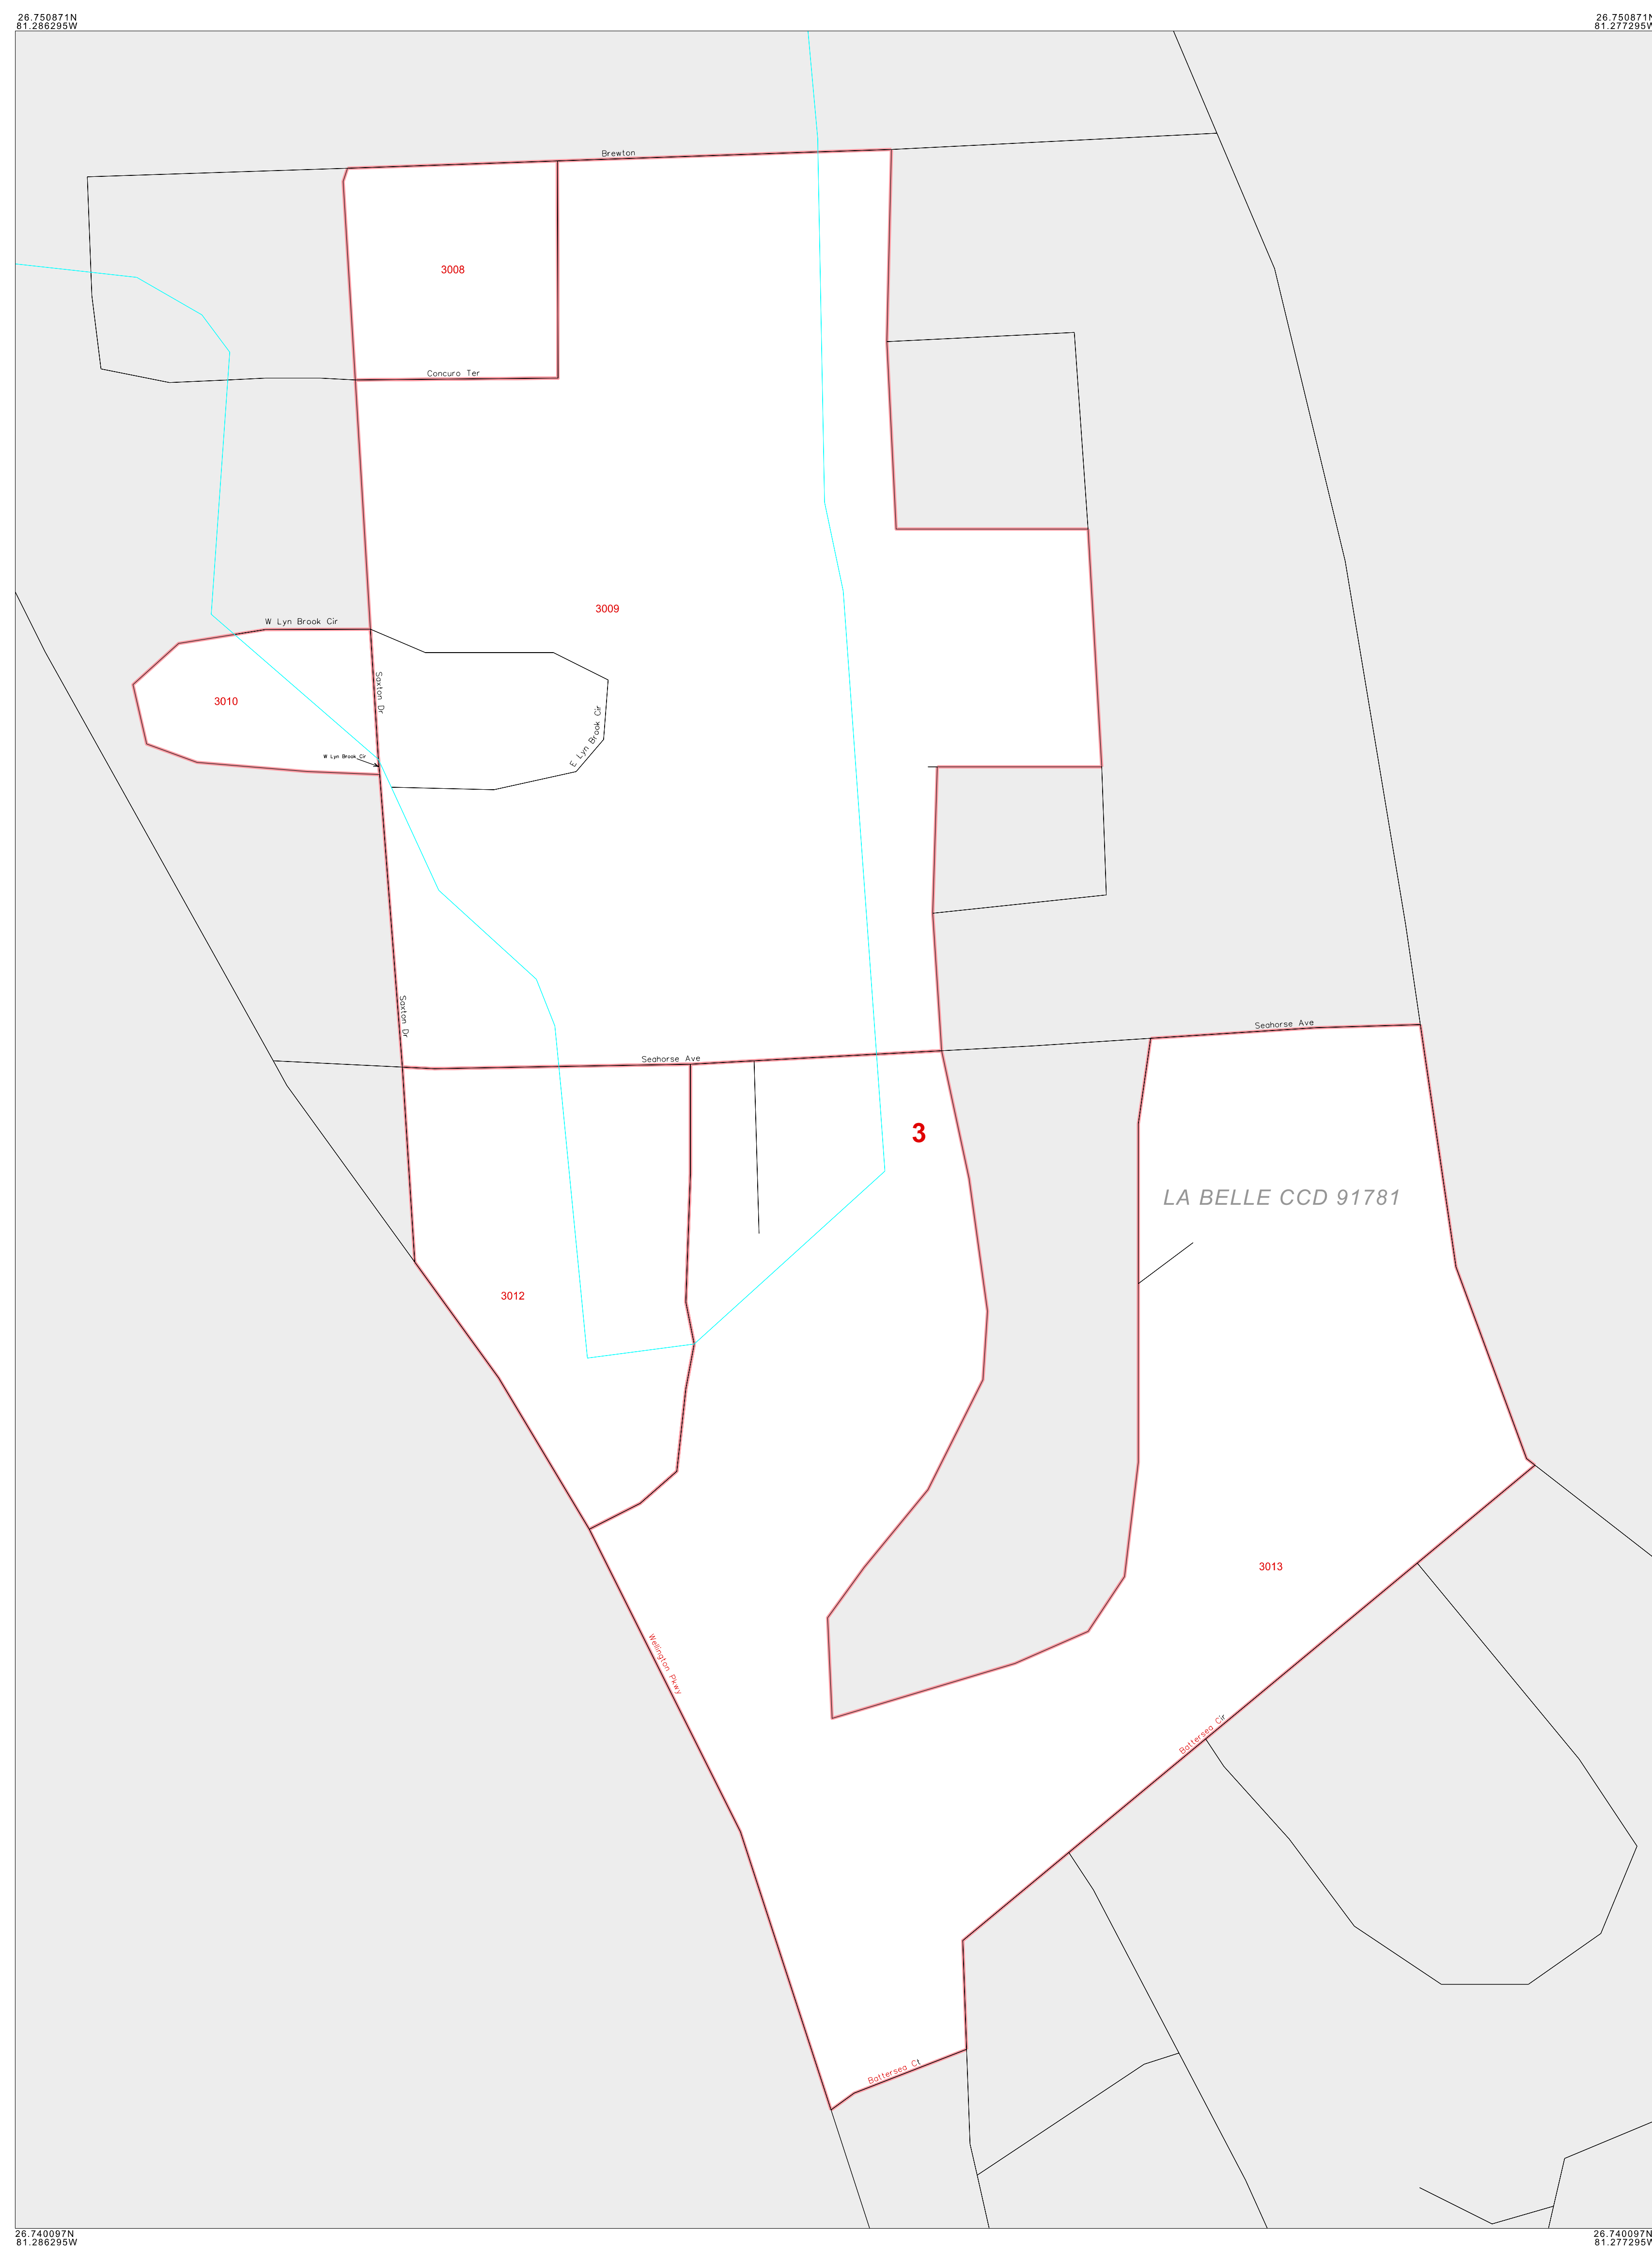 26.750871N
81.286295W
26.750871N
81.277295W
Brewton
3008
Concuro Ter
3009
W Lyn Brook Cir
Saxton Dr
3010
E Lyn Brook Cir
W Lyn Brook Cir
Saxton Dr
Seahorse Ave
Seahorse Ave
3
LA BELLE CCD 91781
3012
3013
Wellington Pkwy
Battersea Cir
Battersea Ct
26.740097N
81.286295W
26.740097N
81.277295W